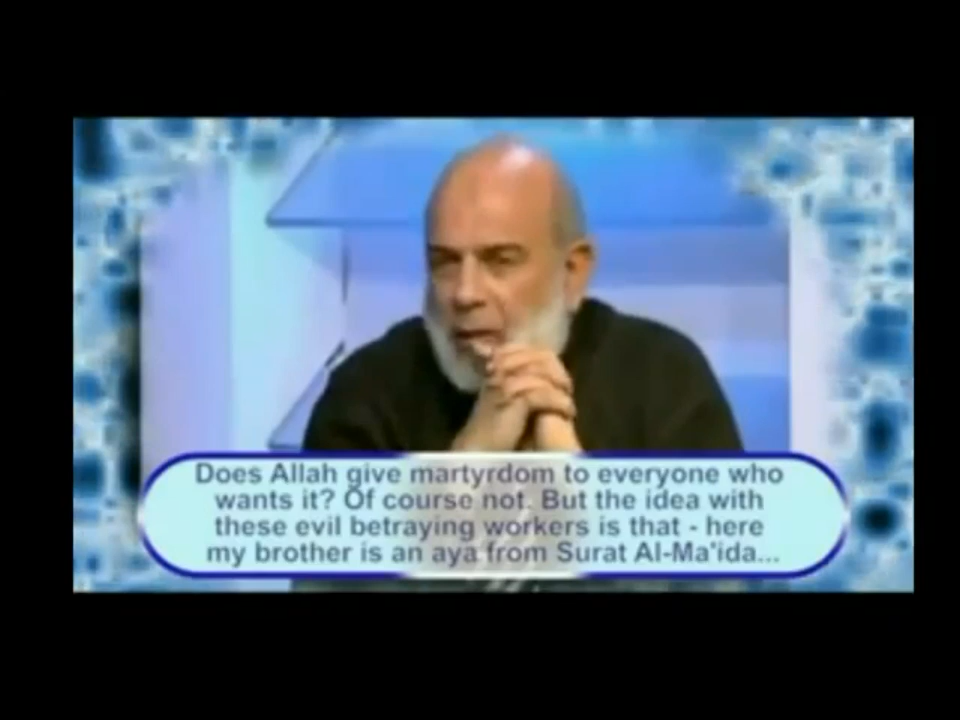 Does Allah give martyrdom to everyone who
wants it? Of course not. But the idea with
these evil betraying workers is that - here
my brother is an aya from Surat Al-Ma'ida...